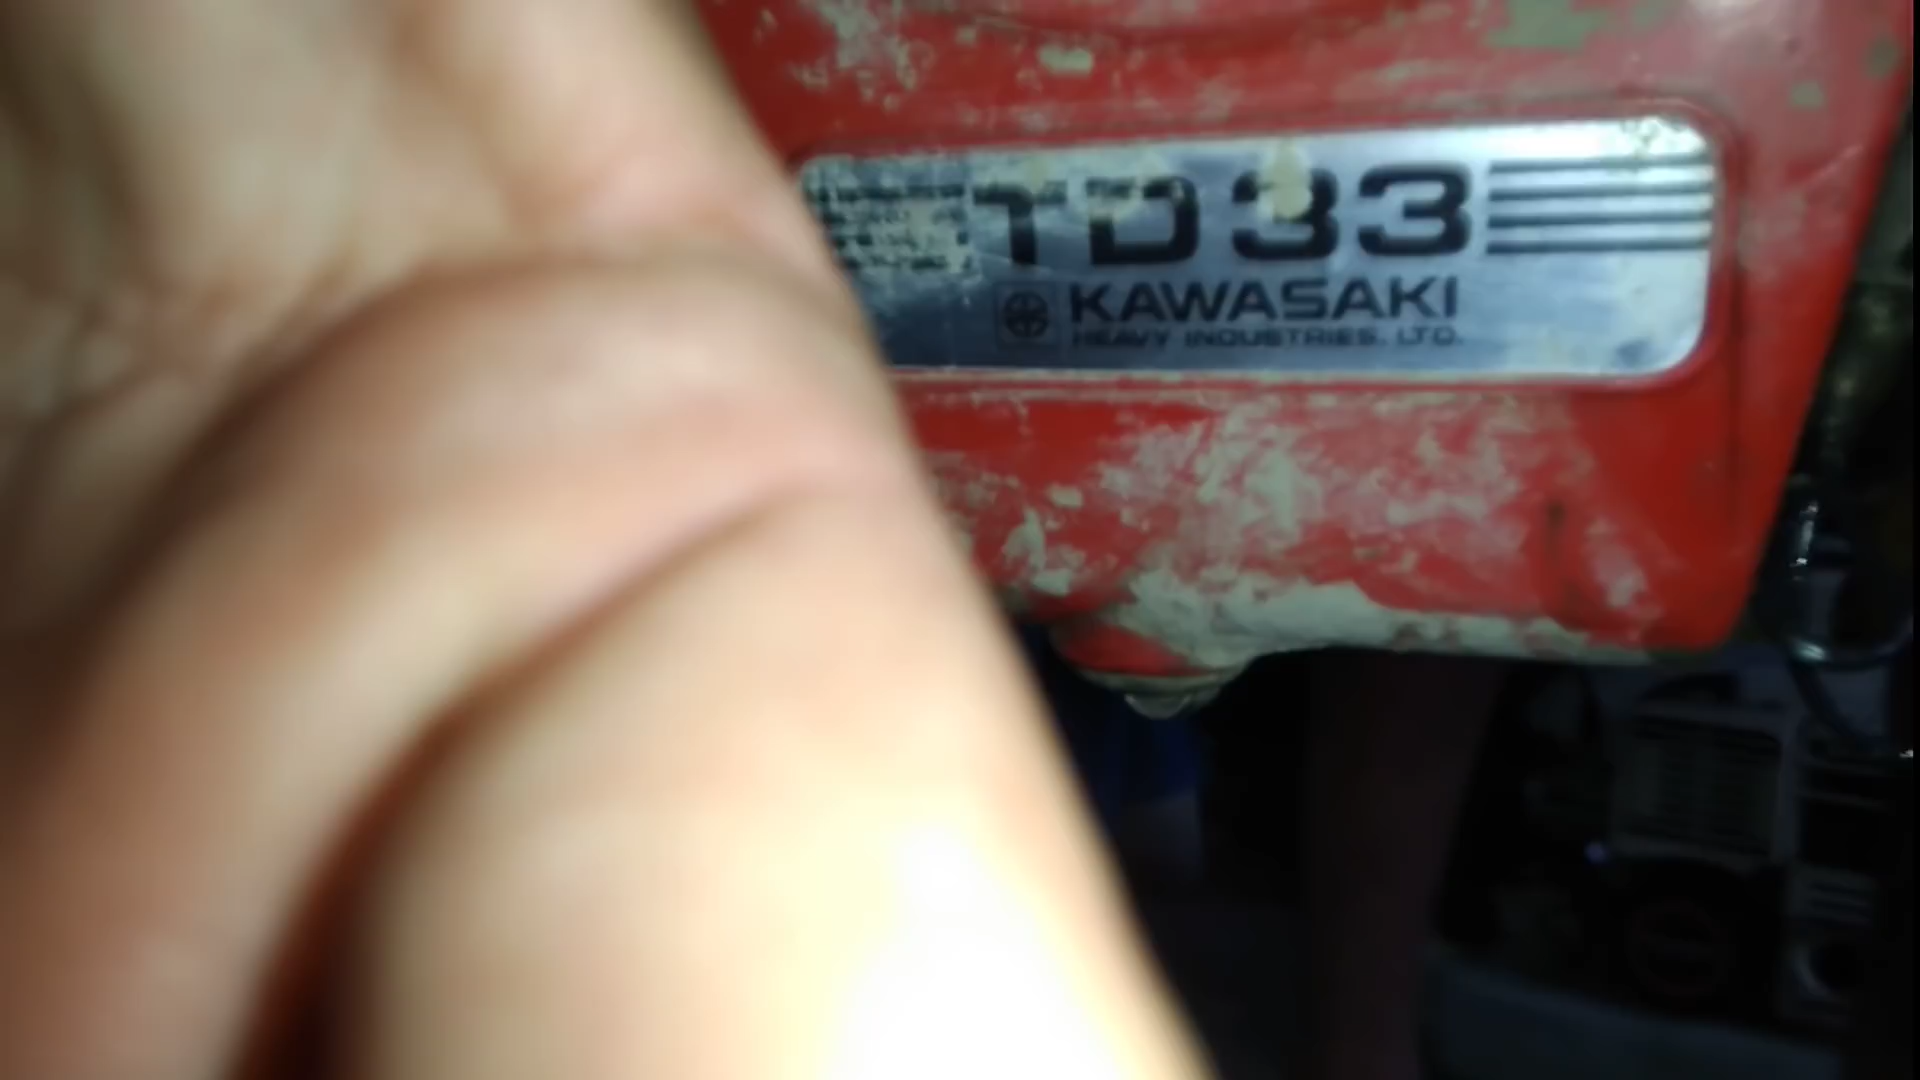 TD33
KAWASAKI
HEAVY INDUSTRIES. LTD.